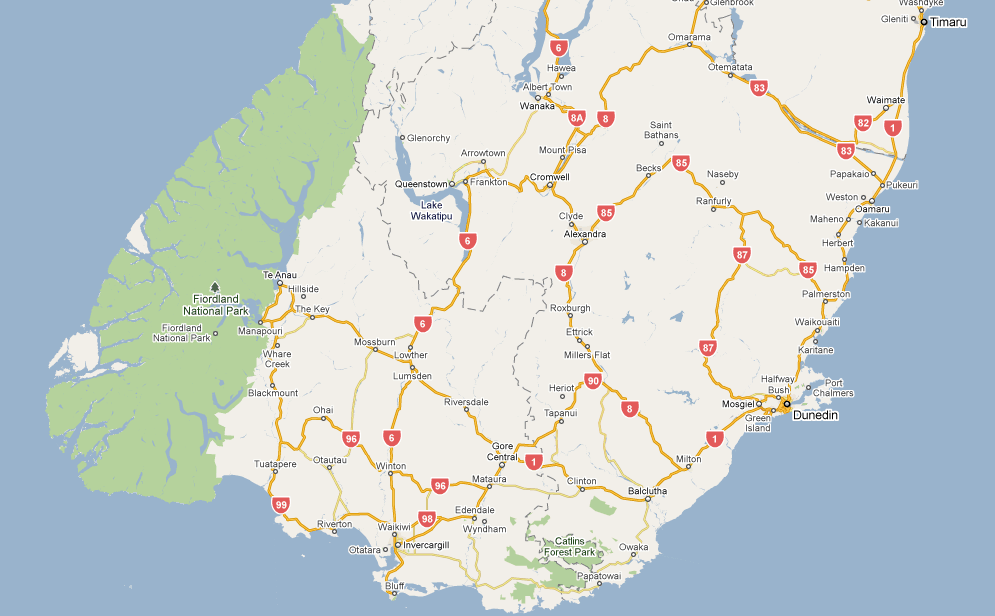 Glenbrook
Washdyke
Gleniti
Timaru
Omarama
6
Hawea
Otematata
83
Albert Town
Wanaka
8A
8
Waimate
82
1
Saint
Bathans
Glenorchy
Arrowtown
Mount Pisa
83
Becks
85
Naseby
Papakaio
Pukeuri
Queenstown
Frankton
Cromwell
Weston
Oamaru
Lake
Wakatipu
Ranfurly
Clyde
85
Maheno
Kakanui
6
Alexandra
Herbert
87
8
85
Hampden
Te Anau
Hillside
Fiordland
National Park
Palmerston
The Key
Roxburgh
Fiordland
National Park
Manapouri
6
Waikouaiti
Ettrick
Mossburn
Lowther
Millers Flat
87
Karitane
Whare
Creek
Lumsden
Blackmount
Heriot
90
Halfway
Bush
Port
Chalmers
Riversdale
Mosgiel
Dunedin
Green
Island
Ohai
Tapanui
8
96
6
1
Gore
Central
1
Tuatapere
Otautau
Winton
Milton
96
Mataura
Clinton
Balclutha
99
98
Edendale
Riverton
Waikiwi
Wyndham
Otatara
Invercargill
Catlins
Forest Park
Owaka
Bluff
Papatowai